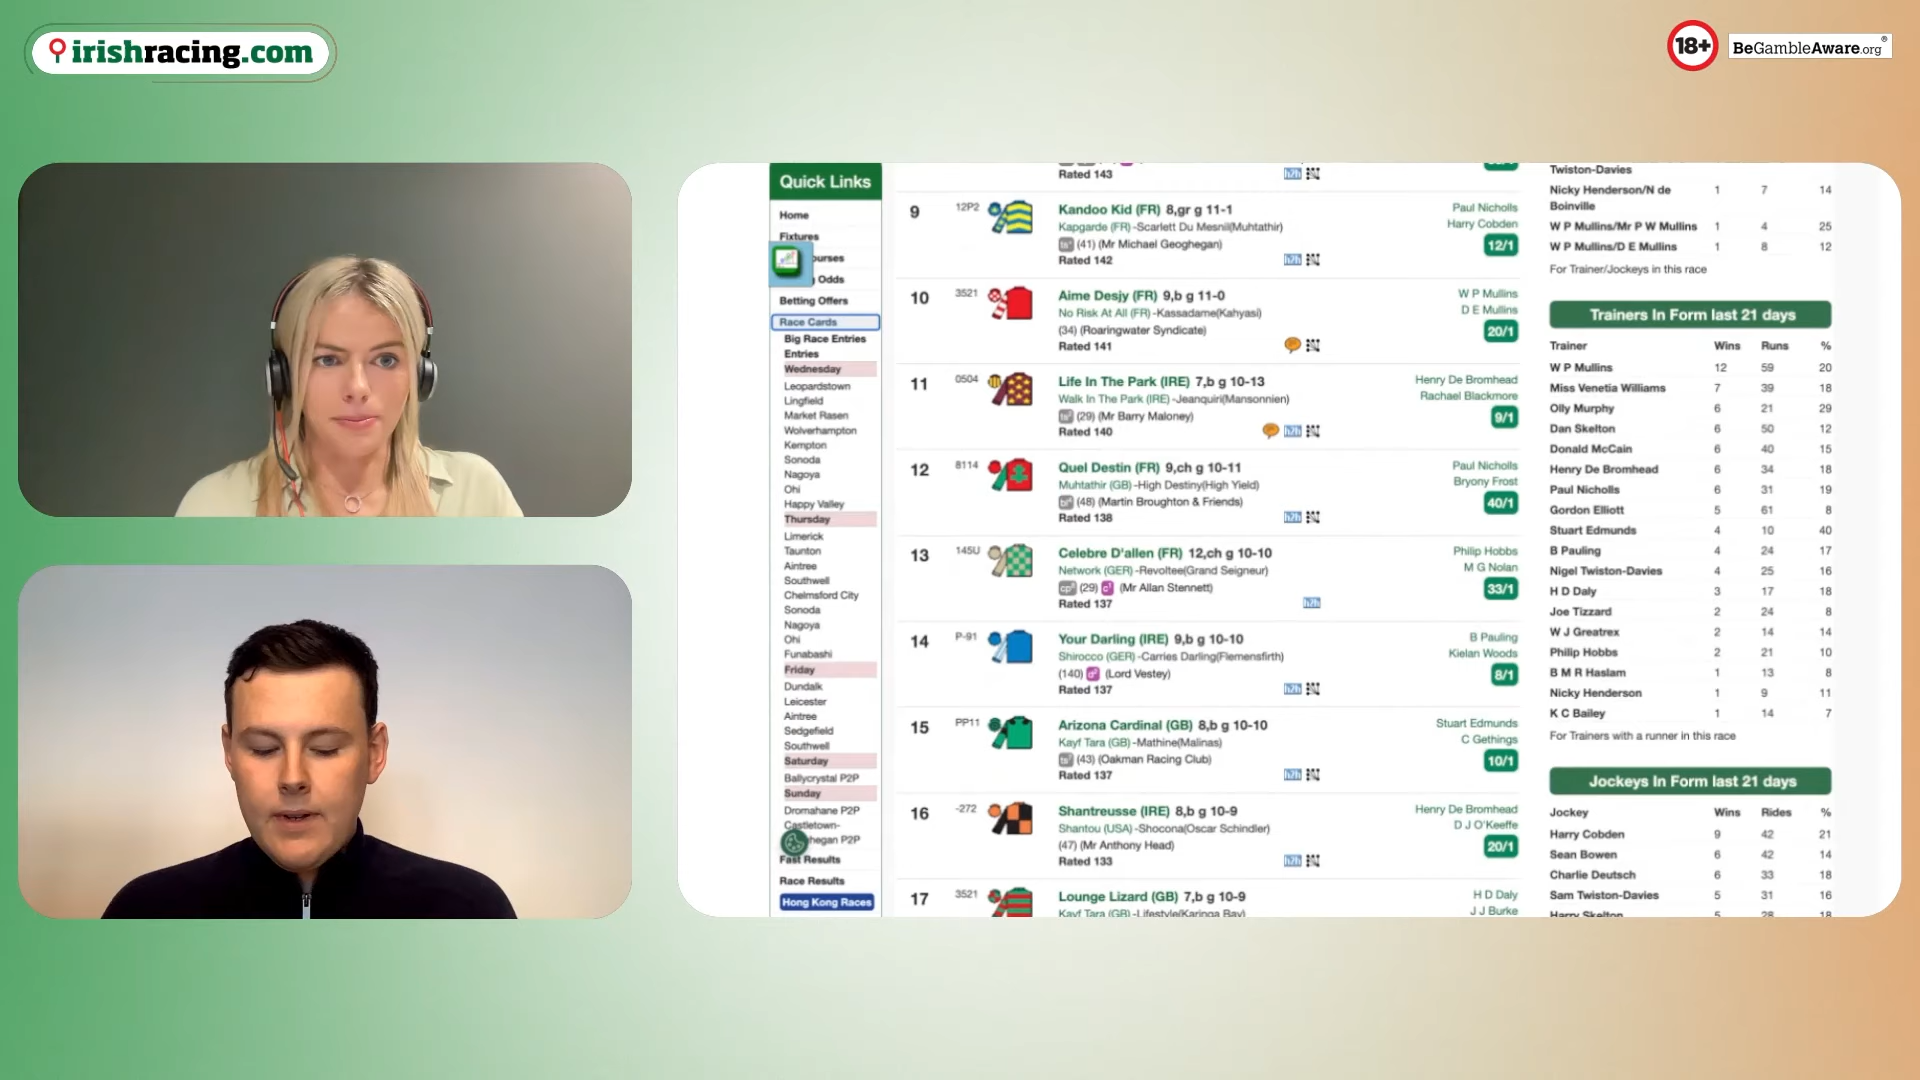 irishracing.com
18+
BeGambleAware.org®
Quick Links
Home
Fixtures
ourses
Odds
Betting Offers
Race Cards
Big Race Entries
Entries
Wednesday
Leopardstown
Lingfield
Market Rasen
Wolverhampton
Kempton
Sonoda
Nagoya
Ohi
Happy Valley
Thursday
Limerick
Taunton
Aintree
Southwell
Chelmsford City
Sonoda
Nagoya
Ohi
Funabashi
Friday
Dundalk
Leicester
Aintree
Sedgefield
Southwell
Saturday
Ballycrystal P2P
Sunday
Dromahane P2P
Castletown-
hegan P2P
Fast Results
Race Results
Hong Kong Races
Rated 143
9 12P2 Kandoo Kid (FR) 8,gr g 11-1 Paul Nicholls
Kapgarde (FR) -Scarlett Du Mesnil(Muhtathir) Harry Cobden
(41) (Mr Michael Geoghegan) 12/1
Rated 142 h2h
10 3521 Aime Desjy (FR) 9,b g 11-0 W P Mullins
No Risk At All (FR) -Kassadame(Kahyasi) D E Mullins
(34) (Roaringwater Syndicate) 20/1
Rated 141
11 0504 Life In The Park (IRE) 7,b g 10-13 Henry De Bromhead
Walk In The Park (IRE) -Jeanquiri(Mansonnien) Rachael Blackmore
(29) (Mr Barry Maloney) 9/1
Rated 140 h2h
12 8114 Quel Destin (FR) 9,ch g 10-11 Paul Nicholls
Muhtathir (GB) -High Destiny(High Yield) Bryony Frost
(48) (Martin Broughton & Friends) 40/1
Rated 138 h2h
13 145U Celebre D'allen (FR) 12,ch g 10-10 Philip Hobbs
Network (GER) -Revoltee(Grand Seigneur) M G Nolan
(29) (Mr Allan Stennett) 33/1
Rated 137 h2h
14 P-91 Your Darling (IRE) 9,b g 10-10 B Pauling
Shirocco (GER) -Carries Darling(Flemensfirth) Kielan Woods
(140) (Lord Vestey) 8/1
Rated 137 h2h
15 PP11 Arizona Cardinal (GB) 8,b g 10-10 Stuart Edmunds
Kayf Tara (GB) -Mathine(Malinas) C Gethings
(43) (Oakman Racing Club) 10/1
Rated 137 h2h
16 -272 Shantreusse (IRE) 8,b g 10-9 Henry De Bromhead
Shantou (USA) -Shocona(Oscar Schindler) D J O'Keeffe
(47) (Mr Anthony Head) 20/1
Rated 133 h2h
17 3521 Lounge Lizard (GB) 7,b g 10-9 H D Daly
Kayf Tara (GB) -Lifestyle(Karinga Bay) J J Burke
Twiston-Davies
Nicky Henderson/N de Boinville 1 7 14
W P Mullins/Mr P W Mullins 1 4 25
W P Mullins/D E Mullins 1 8 12
For Trainer/Jockeys in this race
Trainers In Form last 21 days
Trainer Wins Runs %
W P Mullins 12 59 20
Miss Venetia Williams 7 39 18
Olly Murphy 6 21 29
Dan Skelton 6 50 12
Donald McCain 6 40 15
Henry De Bromhead 6 34 18
Paul Nicholls 6 31 19
Gordon Elliott 5 61 8
Stuart Edmunds 4 10 40
B Pauling 4 24 17
Nigel Twiston-Davies 4 25 16
H D Daly 3 17 18
Joe Tizzard 2 24 8
W J Greatrex 2 14 14
Philip Hobbs 2 21 10
B M R Haslam 1 13 8
Nicky Henderson 1 9 11
K C Bailey 1 14 7
For Trainers with a runner in this race
Jockeys In Form last 21 days
Jockey Wins Rides %
Harry Cobden 9 42 21
Sean Bowen 6 42 14
Charlie Deutsch 6 33 18
Sam Twiston-Davies 5 31 16
Harry Skelton 5 28 18